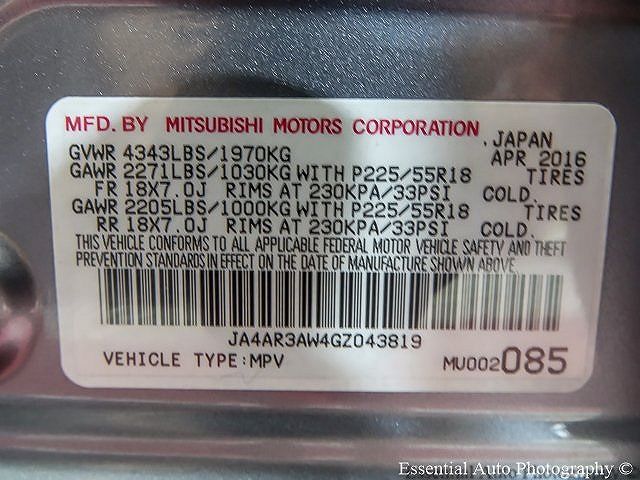 MFD. BY MITSUBISHI MOTORS CORPORATION, JAPAN
GVWR 4343LBS/1970KG APR 2016
GAWR 2271LBS/1030KG WITH P225/55R18 TIRES
FR 18X7.0J RIMS AT 230KPA/33PSI COLD.
GAWR 2205LBS/1000KG WITH P225/55R18 TIRES
RR 18X7.0J RIMS AT 230KPA/33PSI COLD.
THIS VEHICLE CONFORMS TO ALL APPLICABLE FEDERAL MOTOR VEHICLE SAFETY AND THEFT
PREVENTION STANDARDS IN EFFECT ON THE DATE OF MANUFACTURE SHOWN ABOVE.
JA4AR3AW4GZ043819
VEHICLE TYPE:MPV MU002085
Essential Auto Photography ©